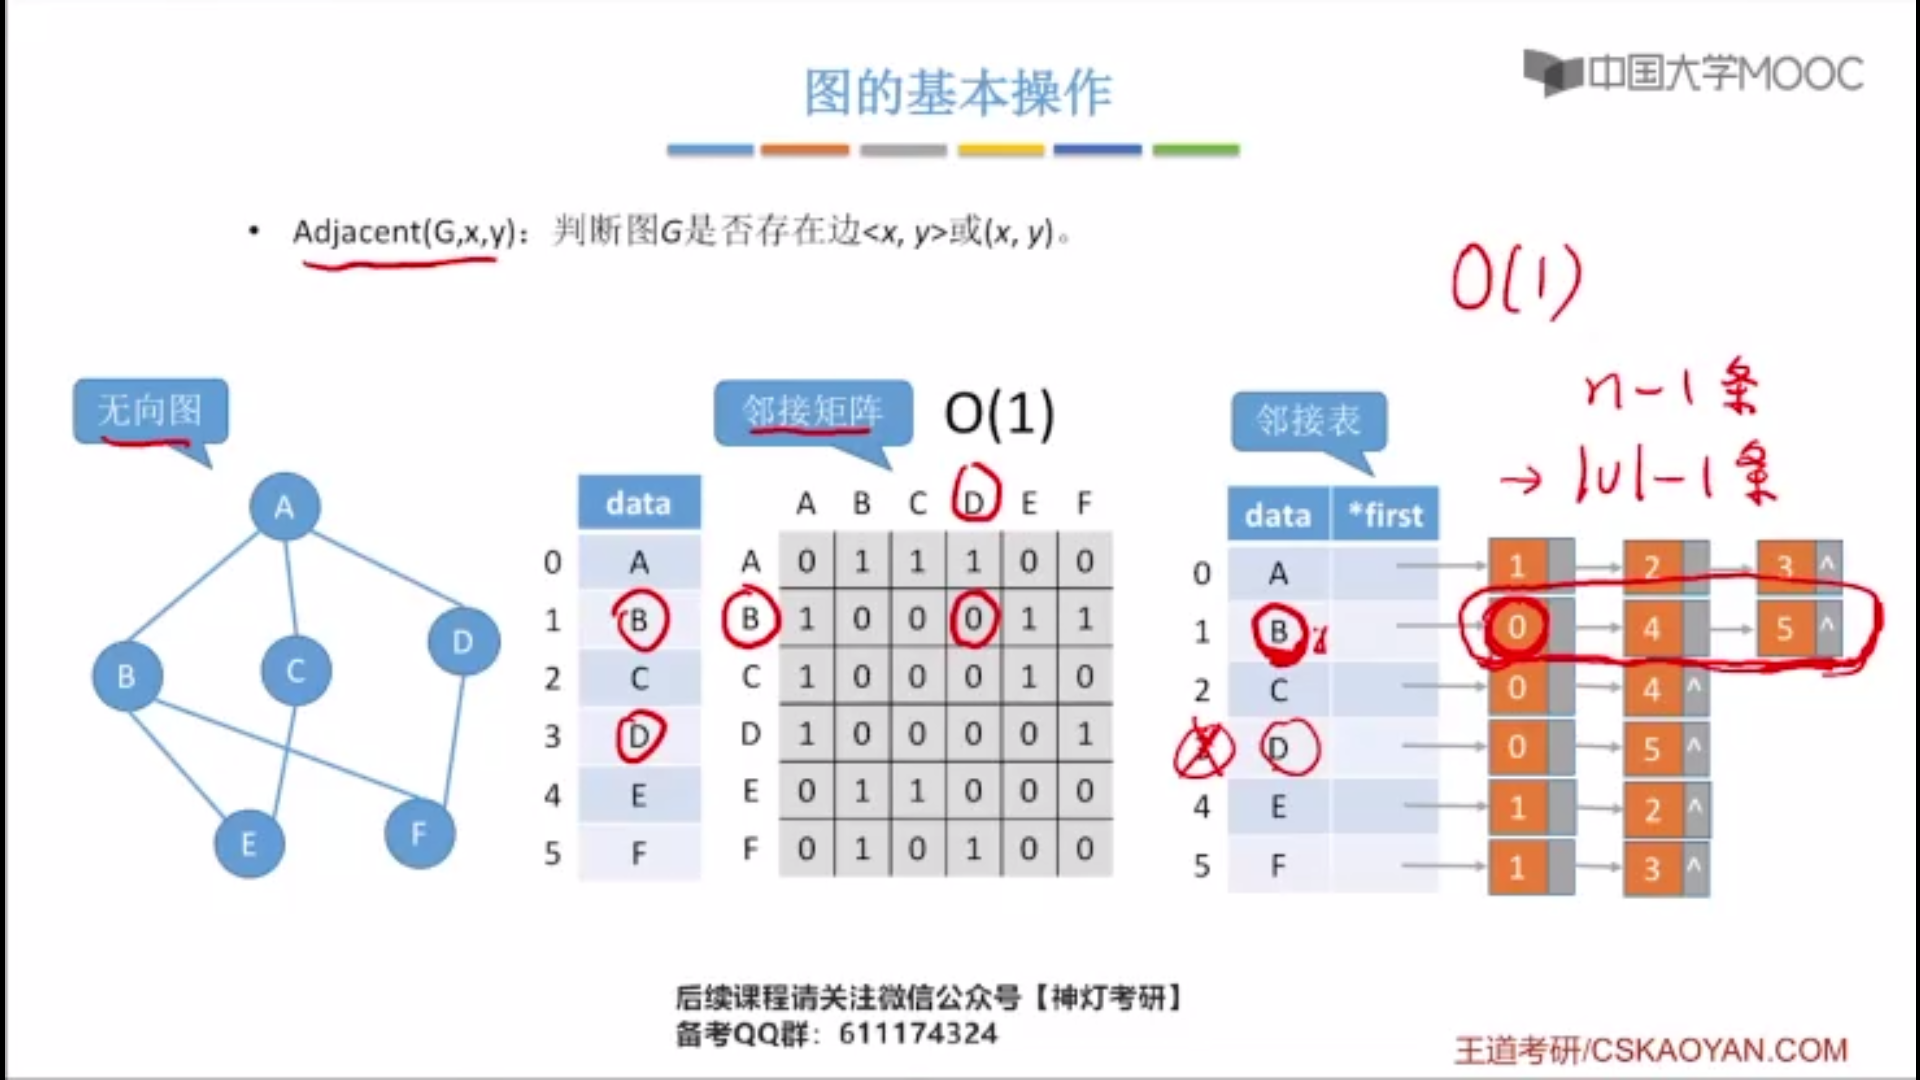 图的基本操作
中国大学MOOC
• Adjacent(G,x,y)：判断图G是否存在边<x, y>或(x, y)。
O(1)
n-1条
→ |V|-1条
无向图
A
B
C
D
E
F
邻接矩阵 O(1)
data
0 A
1 B
2 C
3 D
4 E
5 F
A B C D E F
A 0 1 1 1 0 0
B 1 0 0 0 1 1
C 1 0 0 0 1 0
D 1 0 0 0 0 1
E 0 1 1 0 0 0
F 0 1 0 1 0 0
邻接表
data *first
0 A 1 2 3 ^
1 B 0 4 5 ^
2 C 0 4 ^
D 0 5 ^
4 E 1 2 ^
5 F 1 3 ^
后续课程请关注微信公众号【神灯考研】
备考QQ群：611174324
王道考研/CSKAOYAN.COM